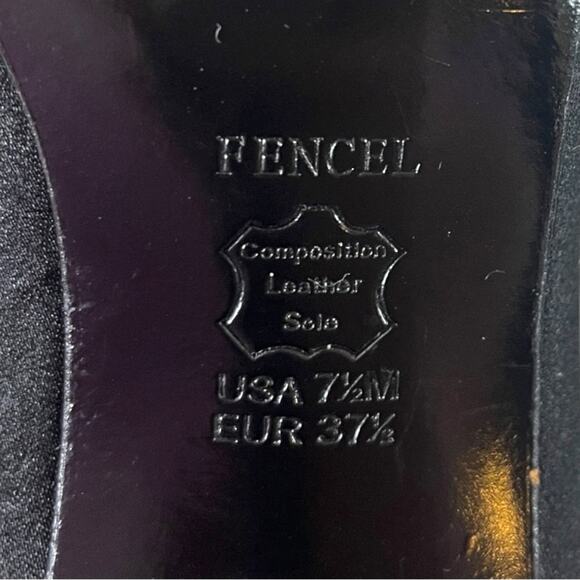 FENCEL
Composition
Leather
Sole
USA 7½M
EUR 37½